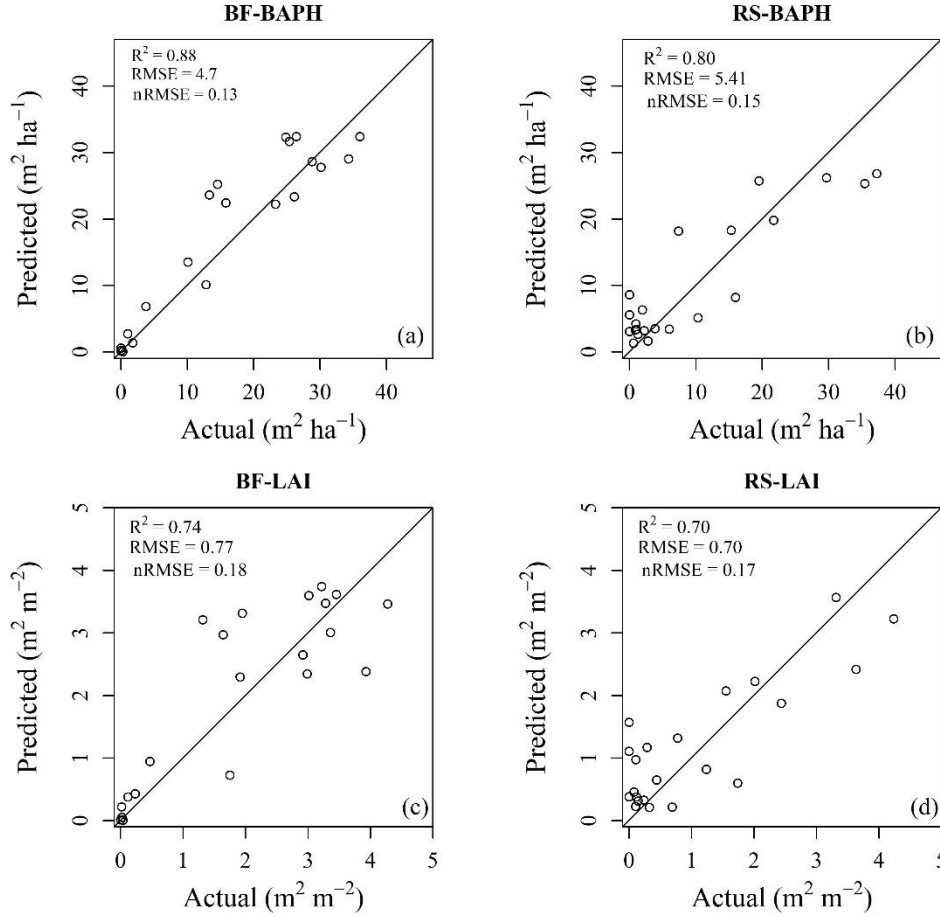 BF-BAPH
R² = 0.88
RMSE = 4.7
nRMSE = 0.13
Predicted (m² ha⁻¹)
40
30
20
10
0
(a)
0 10 20 30 40
Actual (m² ha⁻¹)
RS-BAPH
R² = 0.80
RMSE = 5.41
nRMSE = 0.15
Predicted (m² ha⁻¹)
40
30
20
10
0
(b)
0 10 20 30 40
Actual (m² ha⁻¹)
BF-LAI
R² = 0.74
RMSE = 0.77
nRMSE = 0.18
Predicted (m² m⁻²)
5
4
3
2
1
0
(c)
0 1 2 3 4 5
Actual (m² m⁻²)
RS-LAI
R² = 0.70
RMSE = 0.70
nRMSE = 0.17
Predicted (m² m⁻²)
5
4
3
2
1
0
(d)
0 1 2 3 4 5
Actual (m² m⁻²)